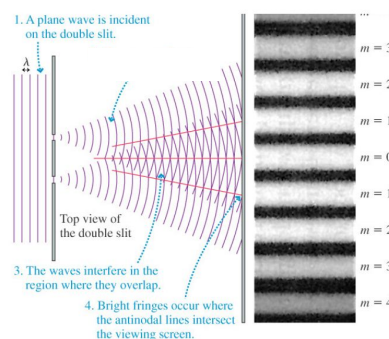 1. A plane wave is incident
on the double slit.
λ
Top view of
the double slit
3. The waves interfere in the
region where they overlap.
4. Bright fringes occur where
the antinodal lines intersect
the viewing screen.
m = 3
m = 2
m = 1
m = 0
m = 1
m = 2
m = 3
m = 4